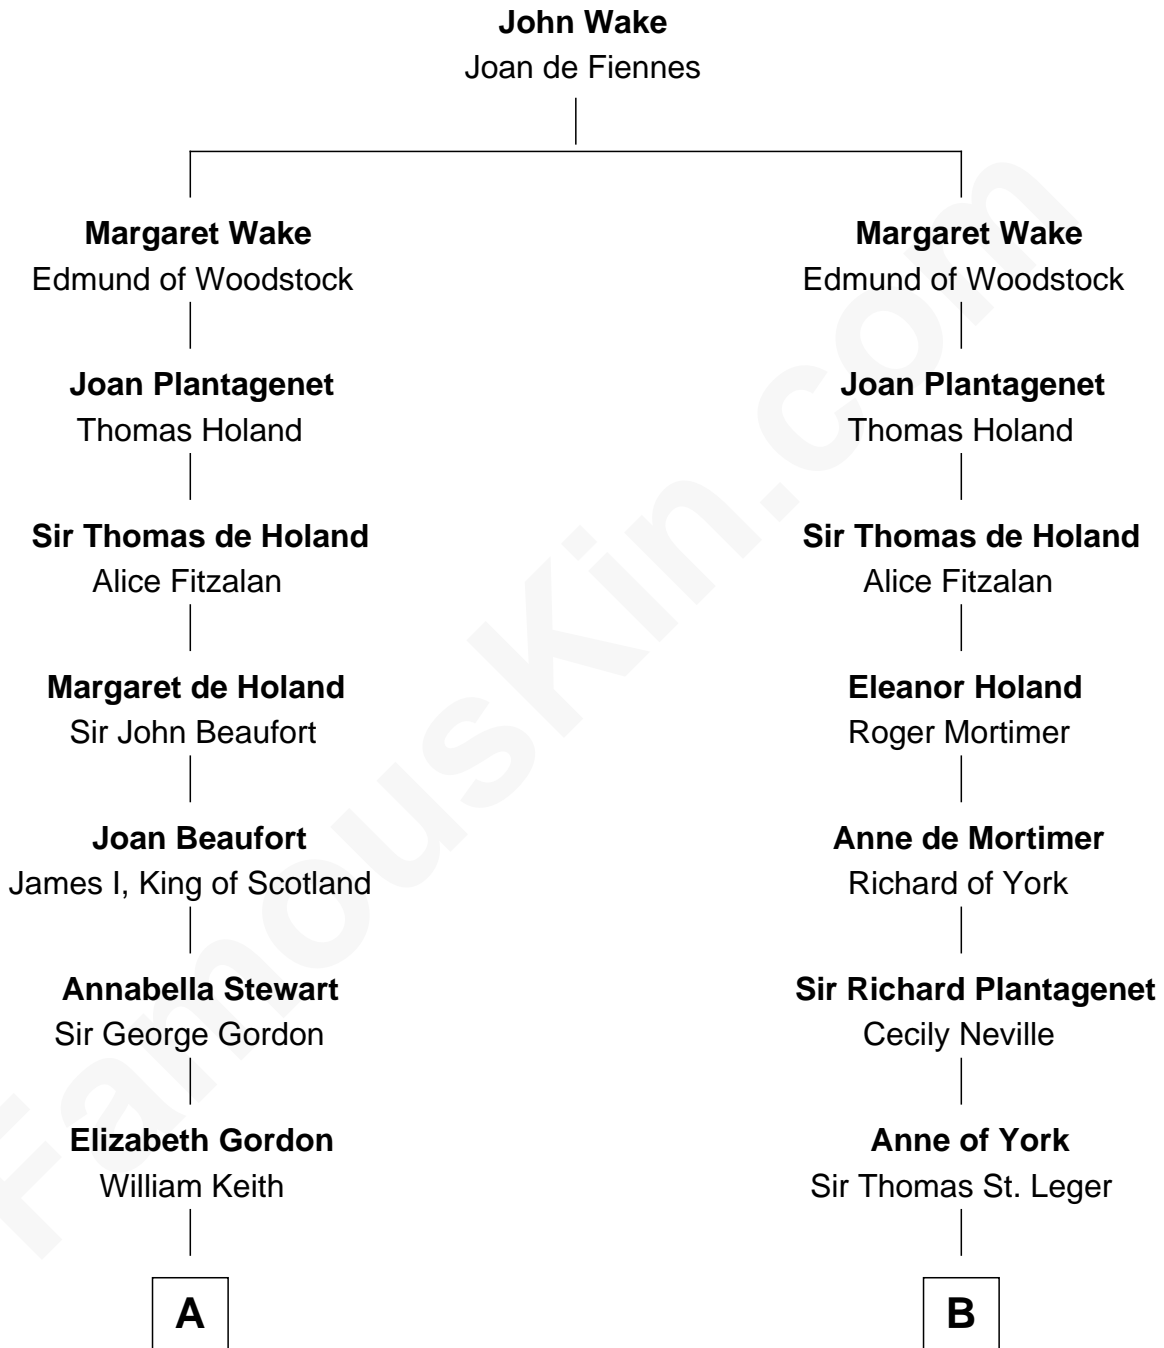 John Wake
Joan de Fiennes
Margaret Wake
Edmund of Woodstock
Joan Plantagenet
Thomas Holand
Sir Thomas de Holand
Alice Fitzalan
Margaret de Holand
Sir John Beaufort
Joan Beaufort
James I, King of Scotland
Annabella Stewart
Sir George Gordon
Elizabeth Gordon
William Keith
A
Margaret Wake
Edmund of Woodstock
Joan Plantagenet
Thomas Holand
Sir Thomas de Holand
Alice Fitzalan
Eleanor Holand
Roger Mortimer
Anne de Mortimer
Richard of York
Sir Richard Plantagenet
Cecily Neville
Anne of York
Sir Thomas St. Leger
B
FamousKin.com